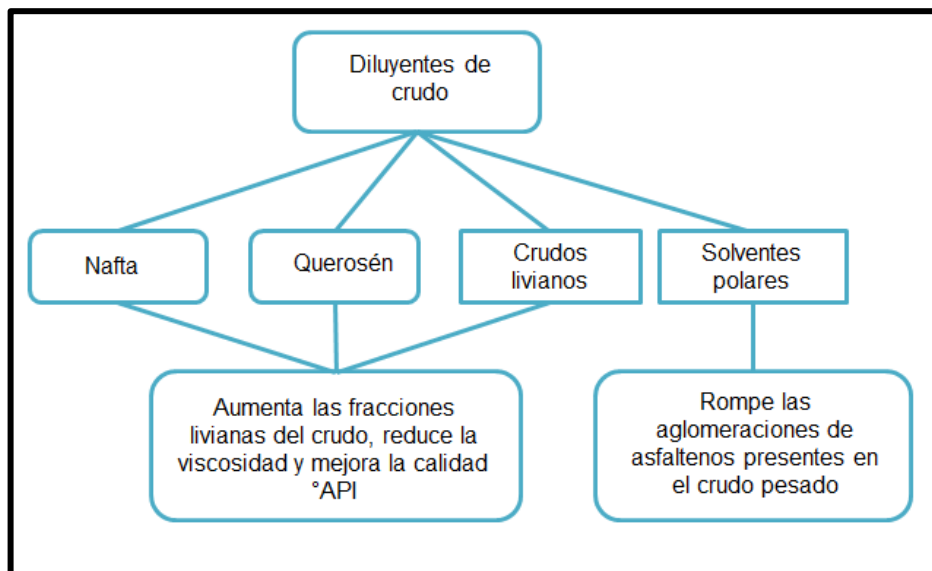 Diluyentes de
crudo
Nafta
Querosén
Crudos
livianos
Solventes
polares
Aumenta las fracciones
livianas del crudo, reduce la
viscosidad y mejora la calidad
°API
Rompe las
aglomeraciones de
asfaltenos presentes en
el crudo pesado